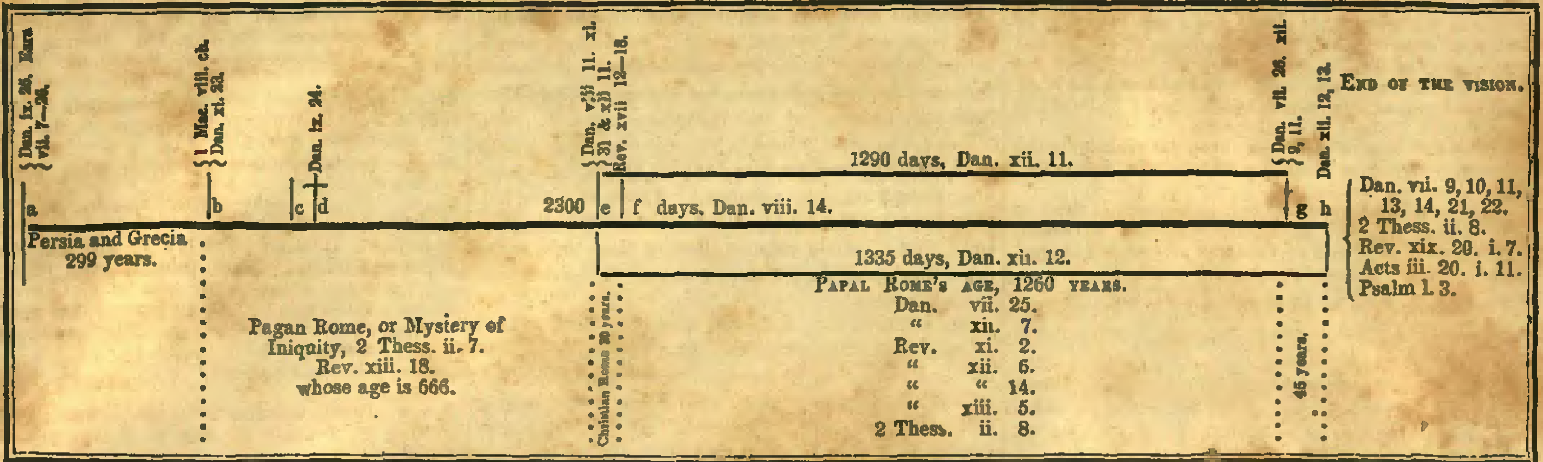 { Dan. ix. 25. Ezra
{ vii. 7—26.
{ 1 Mac. viii. ch.
{ Dan. xi. 23.
Dan. ix. 24.
{ Dan. viii 11. xi.
{ 31 & xii 11.
Rev. xvii 12—18.
{ Dan. vii. 26. xii.
{ 9, 11.
Dan. xii. 12, 13.
END OF THE VISION.
1290 days, Dan. xii. 11.
a b c d 2300 e f days. Dan. viii. 14. g h
Dan. vii. 9, 10, 11,
13, 14, 21, 22.
2 Thess. ii. 8.
Rev. xix. 20. i. 7.
Acts iii. 20. i. 11.
Psalm l. 3.
Persia and Grecia
299 years.
1335 days, Dan. xii. 12.
Pagan Rome, or Mystery of
Iniquity, 2 Thess. ii. 7.
Rev. xiii. 18.
whose age is 666.
Christian Rome 30 years.
PAPAL ROME'S AGE, 1260 YEARS.
Dan. vii. 25.
“ xii. 7.
Rev. xi. 2.
“ xii. 6.
“ “ 14.
“ xiii. 5.
2 Thess. ii. 8.
45 years.